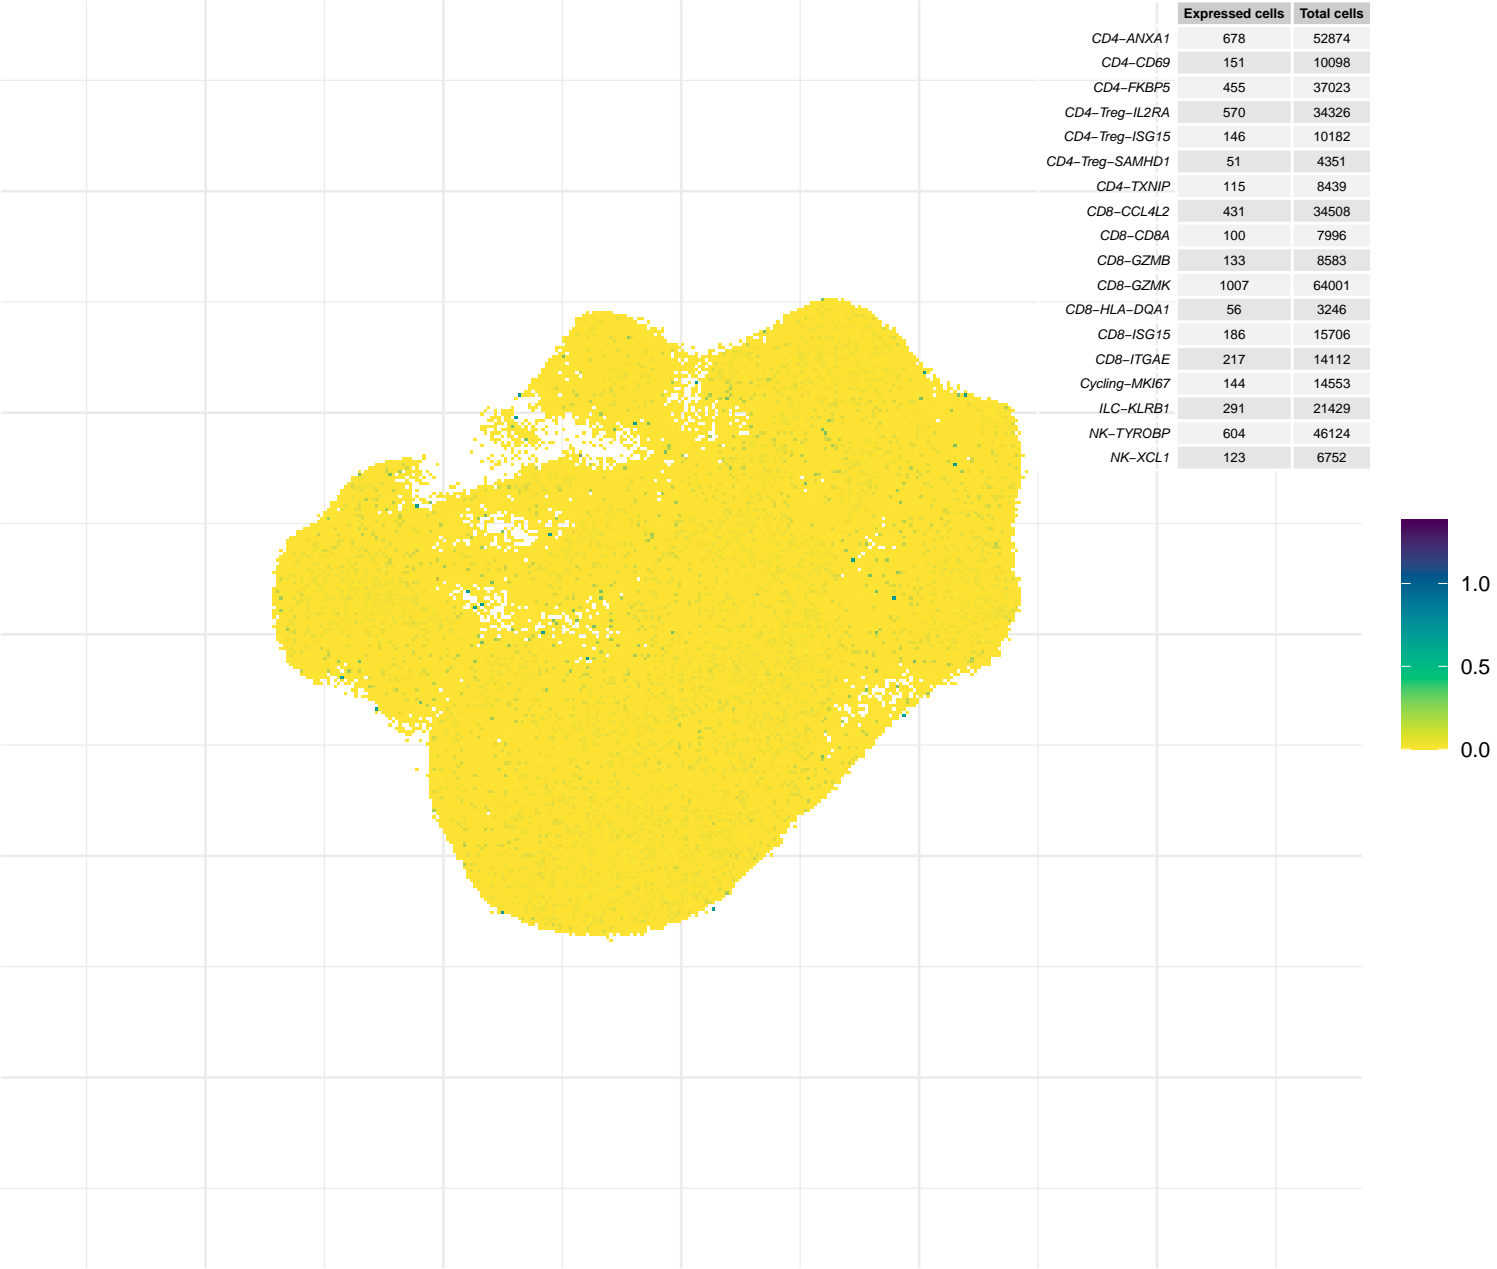 Expressed cells Total cells
CD4−ANXA1 678 52874
CD4−CD69 151 10098
CD4−FKBP5 455 37023
CD4−Treg−IL2RA 570 34326
CD4−Treg−ISG15 146 10182
CD4−Treg−SAMHD1 51 4351
CD4−TXNIP 115 8439
CD8−CCL4L2 431 34508
CD8−CD8A 100 7996
CD8−GZMB 133 8583
CD8−GZMK 1007 64001
CD8−HLA−DQA1 56 3246
CD8−ISG15 186 15706
CD8−ITGAE 217 14112
Cycling−MKI67 144 14553
ILC−KLRB1 291 21429
NK−TYROBP 604 46124
NK−XCL1 123 6752
1.0
0.5
0.0